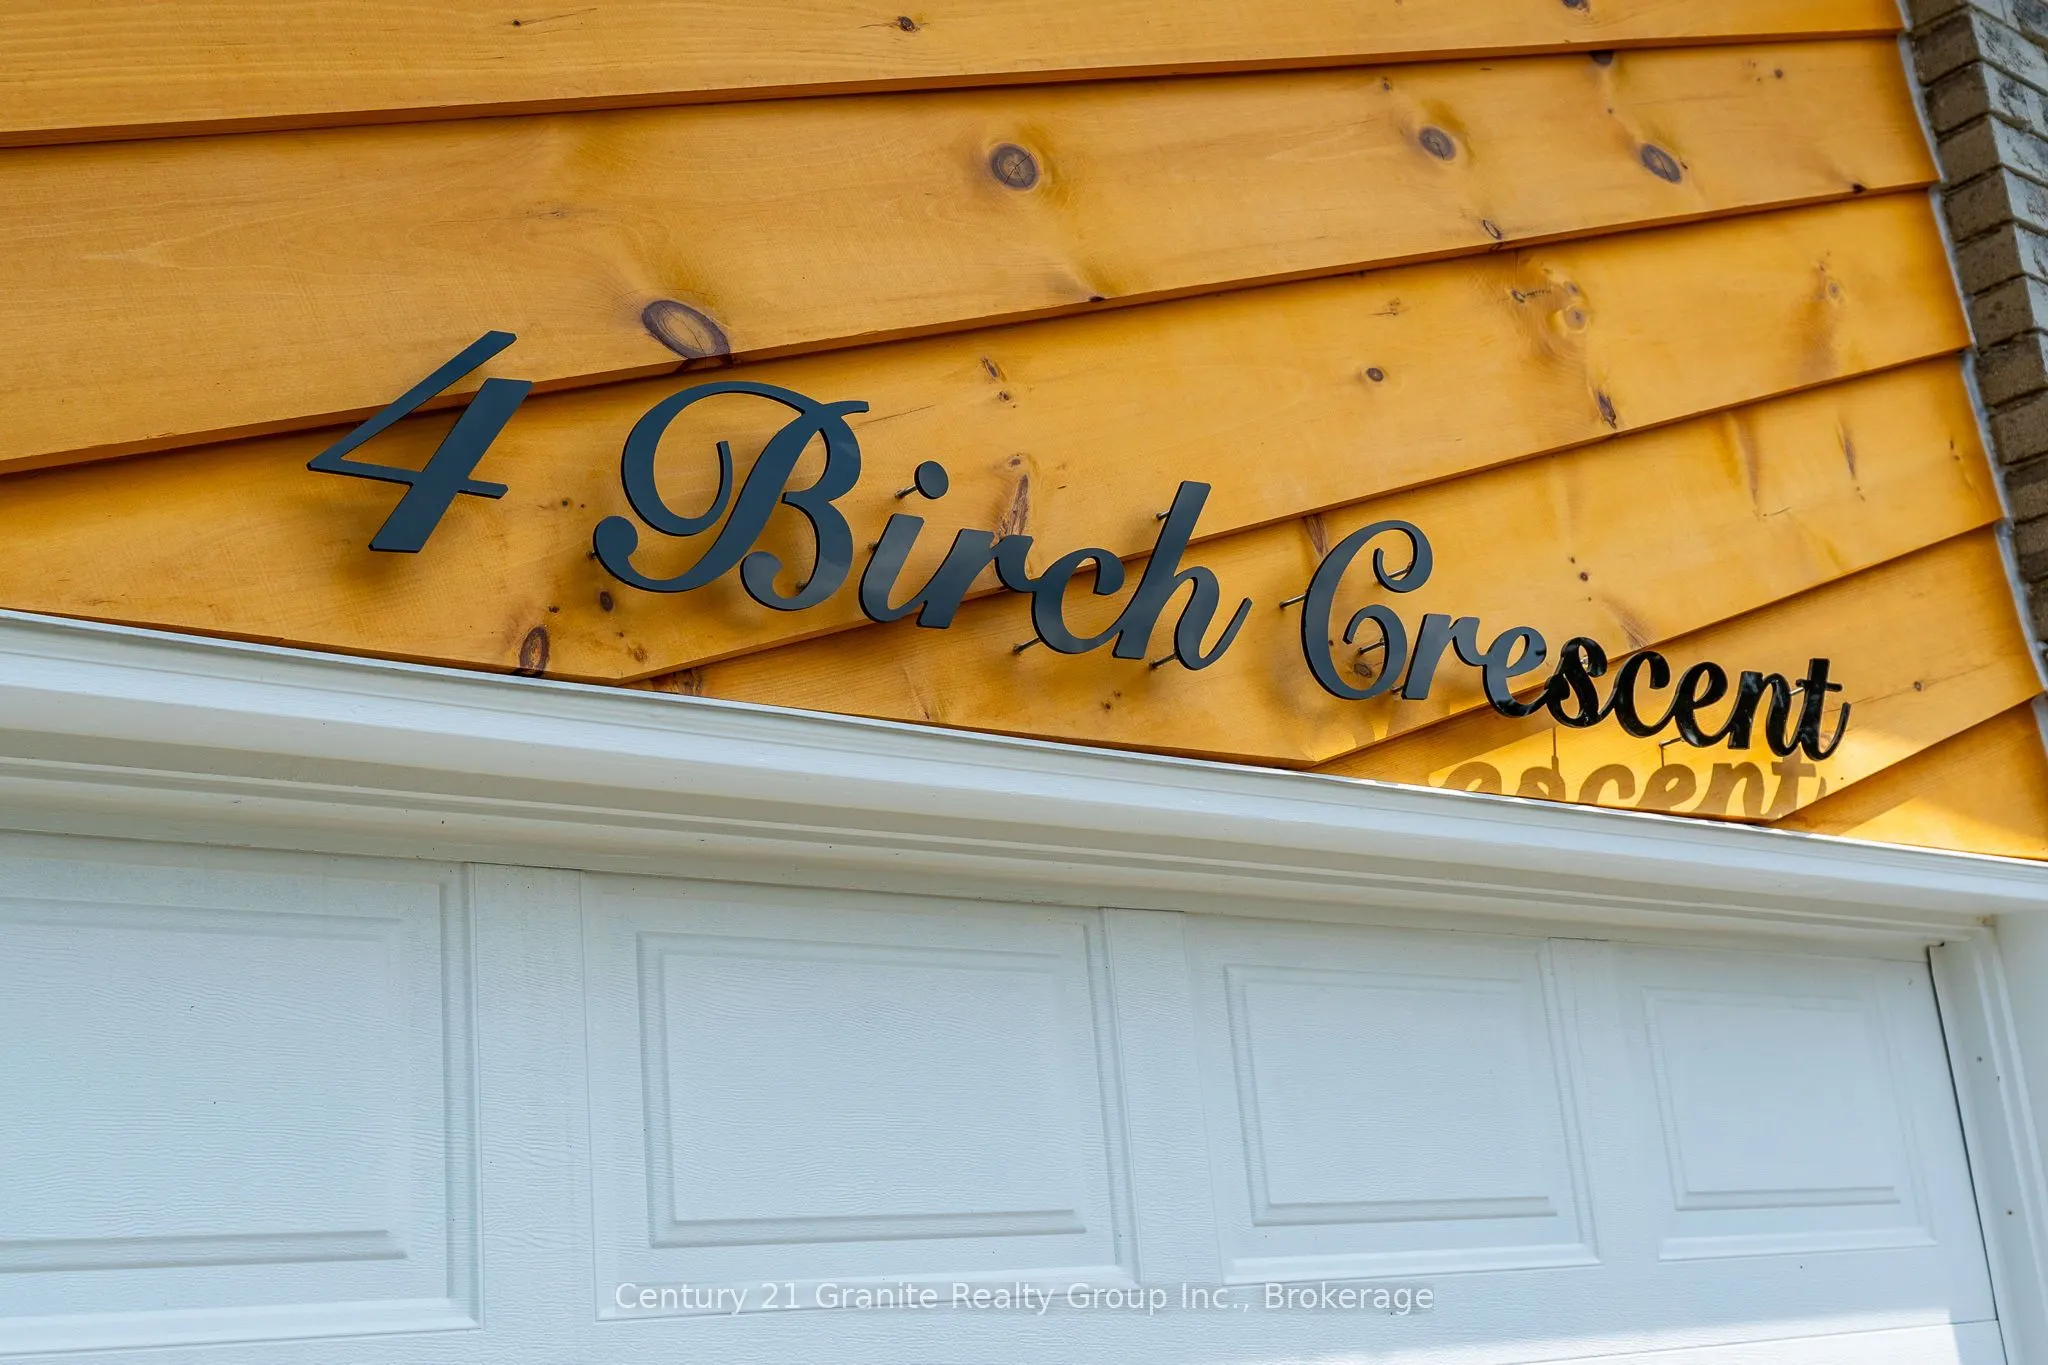 4 Birch Crescent
Century 21 Granite Realty Group Inc., Brokerage